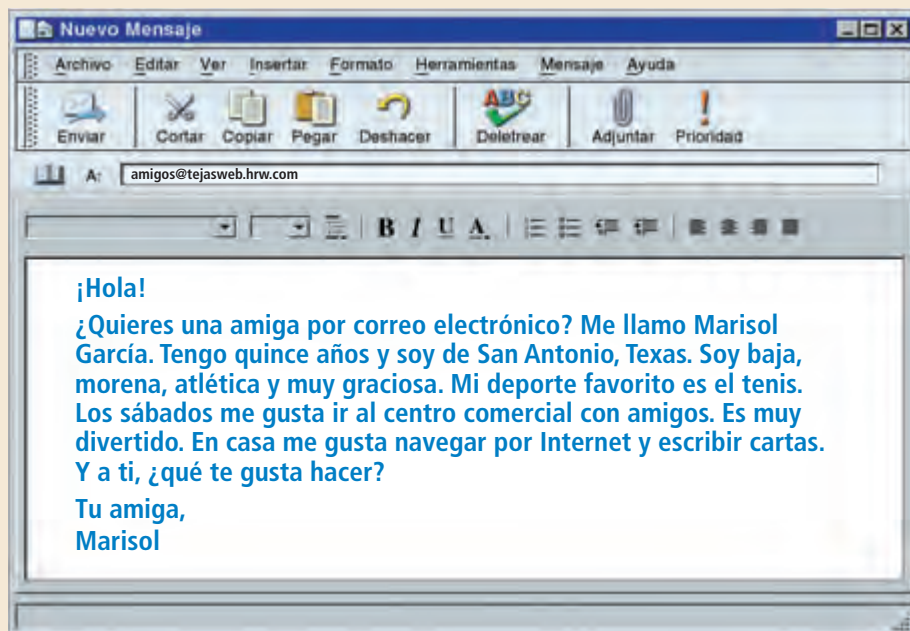 Nuevo Mensaje
Archivo Editar Ver Insertar Formato Herramientas Mensaje Ayuda
ABC
Enviar Cortar Copiar Pegar Deshacer Deletrear Adjuntar Prioridad
A: amigos@tejasweb.hrw.com
B I U A
¡Hola!
¿Quieres una amiga por correo electrónico? Me llamo Marisol
García. Tengo quince años y soy de San Antonio, Texas. Soy baja,
morena, atlética y muy graciosa. Mi deporte favorito es el tenis.
Los sábados me gusta ir al centro comercial con amigos. Es muy
divertido. En casa me gusta navegar por Internet y escribir cartas.
Y a ti, ¿qué te gusta hacer?
Tu amiga,
Marisol